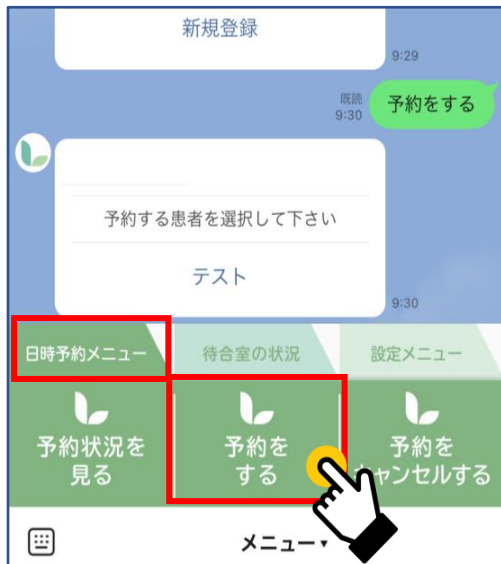 新規登録
9:29
既読
9:30
予約をする
予約する患者を選択して下さい
テスト
9:30
日時予約メニュー
待合室の状況
設定メニュー
予約状況を
見る
予約を
する
予約を
キャンセルする
メニュー▼